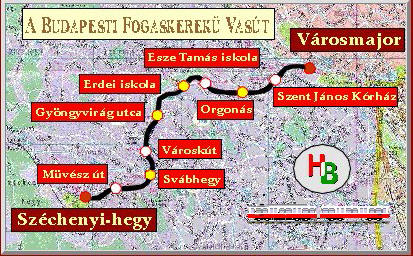 A BUDAPESTI FOGASKEREKŰ VASÚT
Városmajor
Esze Tamás iskola
Erdei iskola
Szent János Kórház
Orgonás
Gyöngyvirág utca
Városkút
Művész út
Svábhegy
HB
Széchenyi-hegy